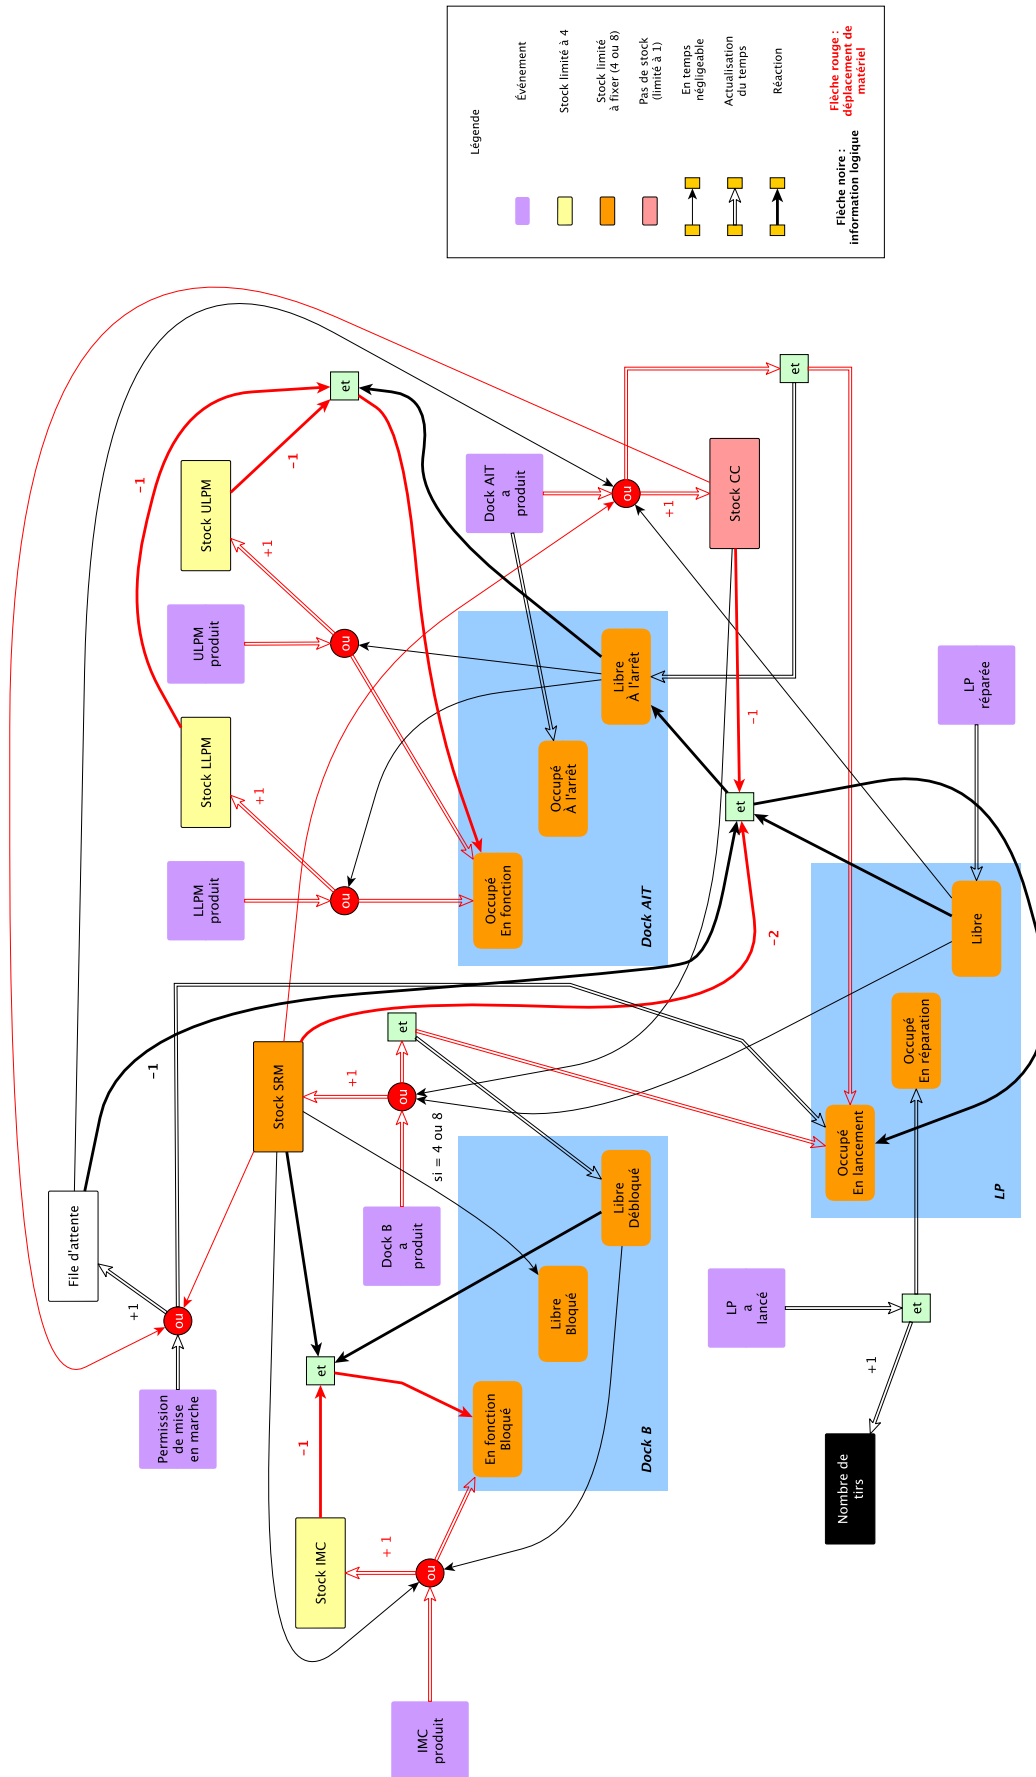 Légende
Événement
Stock limité à 4
Stock limité
à fixer (4 ou 8)
Pas de stock
(limité à 1)
En temps
négligeable
Actualisation
du temps
Réaction
Flèche noire :
information logique
Flèche rouge :
déplacement de
matériel
IMC
produit
ou
+ 1
Stock IMC
-1
et
Permission
de mise
en marche
ou
+1
File d'attente
-1
Stock SRM
+1
ou
et
si = 4 ou 8
Dock B
a
produit
En fonction
Bloqué
Libre
Bloqué
Libre
Débloqué
Dock B
LLPM
produit
ou
+1
Stock LLPM
-1
ULPM
produit
ou
+1
Stock ULPM
-1
et
Dock AIT
a
produit
ou
+1
Stock CC
-1
et
Occupé
En fonction
Occupé
À l'arrêt
Libre
À l'arrêt
Dock AIT
-2
et
LP
a
lancé
et
+1
Nombre de
tirs
Occupé
En lancement
Occupé
En réparation
Libre
LP
LP
réparée